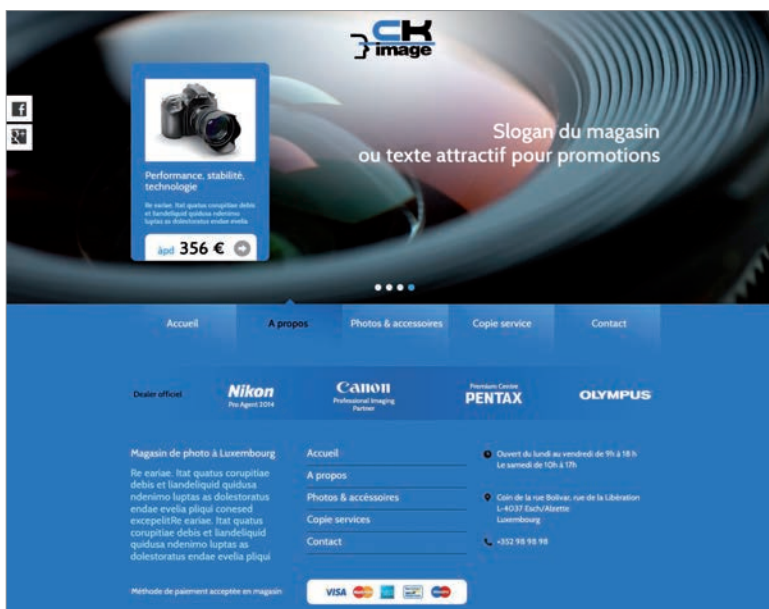 CK
image
Slogan du magasin
ou texte attractif pour promotions
Performance, stabilité,
technologie
Re eariae. Itat quatus corupitiae debis
et liandeliquid quidusa ndenimo
luptas as dolectoratus endae evelia
àpd 356 €
Accueil
A propos
Photos & accessoires
Copie service
Contact
Dealer officiel
Nikon
Pro Agent 2014
Canon
Professional Imaging
Partner
Premium Centre
PENTAX
OLYMPUS
Magasin de photo à Luxembourg
Re eariae. Itat quatus corupitiae
debis et liandeliquid quidusa
ndenimo luptas as dolestoratus
endae evelia pliqui conesed
excepelitRe eariae. Itat quatus
corupitiae debis et liandeliquid
quidusa ndenimo luptas as
dolestoratus endae evelia pliqui
Accueil
A propos
Photos & accéssoires
Copie services
Contact
Ouvert du lundi au vendredi de 9h à 18 h
Le samedi de 10h à 17h
Coin de la rue Bolivar, rue de la Libération
L-4037 Esch/Alzette
Luxembourg
+352 98 98 98
Méthode de paiement acceptée en magasin
VISA